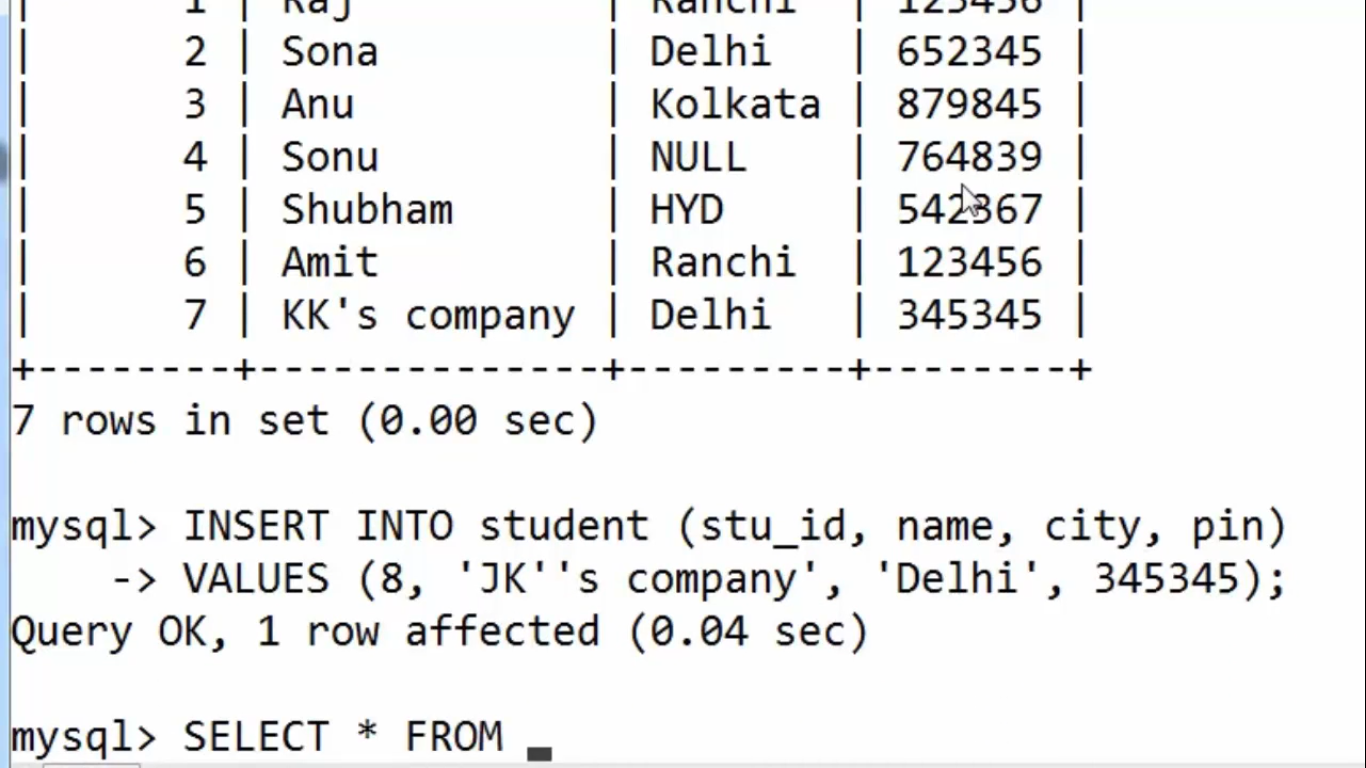 | 1 | Raj | Ranchi | 123456 |
| 2 | Sona | Delhi | 652345 |
| 3 | Anu | Kolkata | 879845 |
| 4 | Sonu | NULL | 764839 |
| 5 | Shubham | HYD | 542367 |
| 6 | Amit | Ranchi | 123456 |
| 7 | KK's company | Delhi | 345345 |
+--------+--------------+---------+--------+
7 rows in set (0.00 sec)
mysql> INSERT INTO student (stu_id, name, city, pin)
-> VALUES (8, 'JK''s company', 'Delhi', 345345);
Query OK, 1 row affected (0.04 sec)
mysql> SELECT * FROM